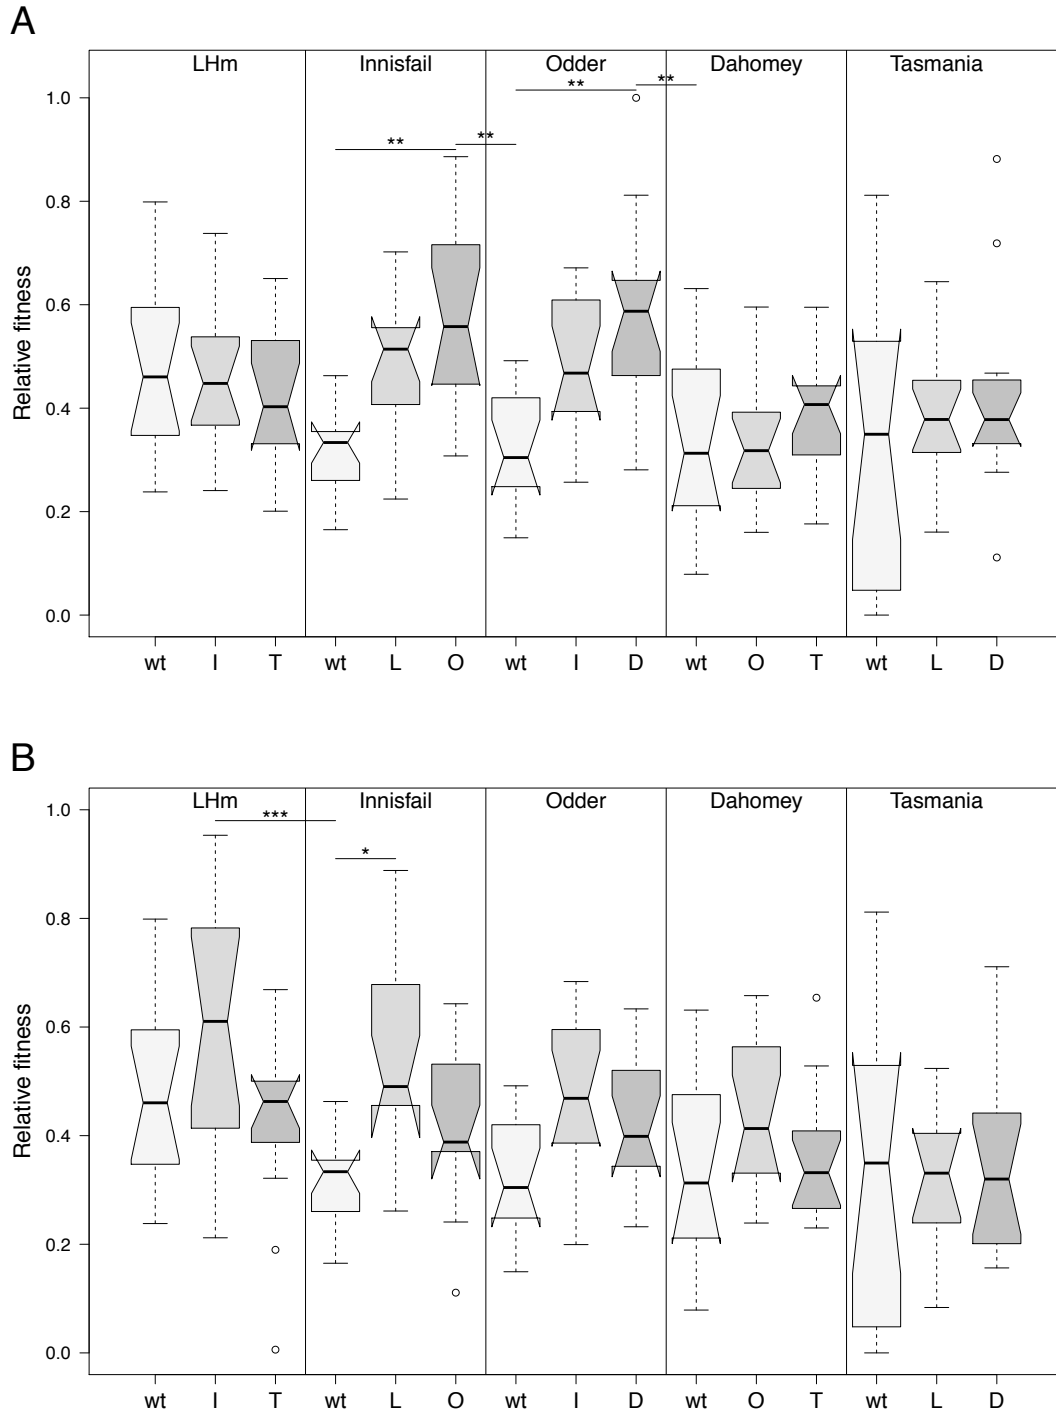 A
LHm Innisfail Odder Dahomey Tasmania
** ** ** **
1.0
0.8
0.6
0.4
0.2
0.0
Relative fitness
wt I T wt L O wt I D wt O T wt L D
B
LHm Innisfail Odder Dahomey Tasmania
*** *
1.0
0.8
0.6
0.4
0.2
0.0
Relative fitness
wt I T wt L O wt I D wt O T wt L D